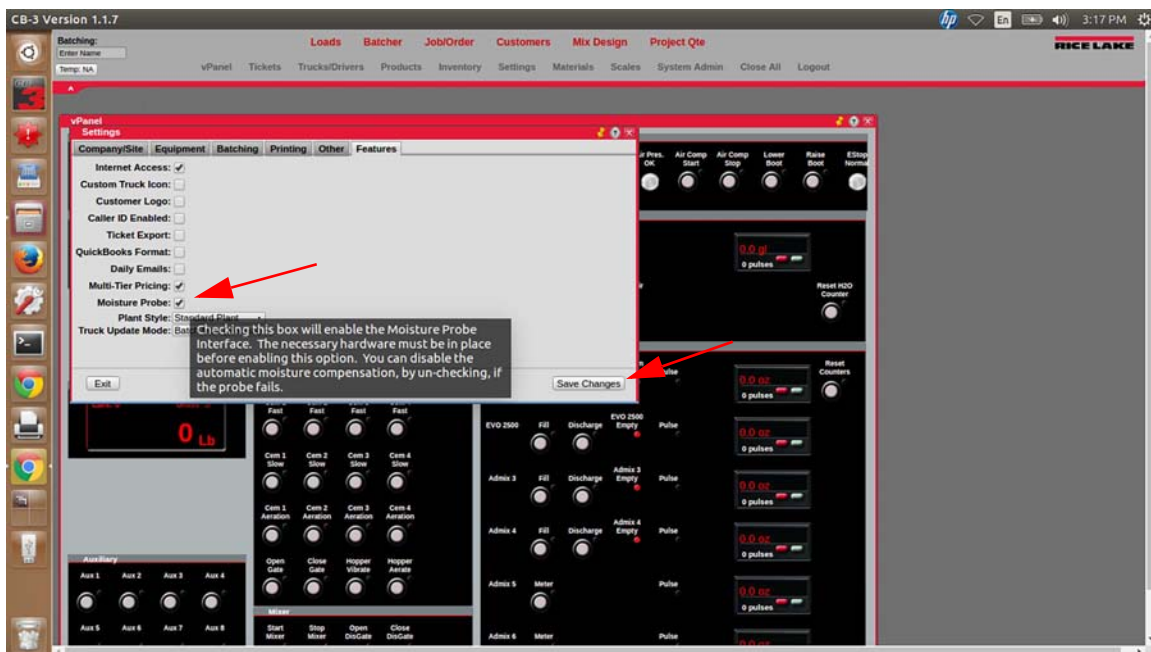 CB-3 Version 1.1.7
hp
En
3:17 PM
Batching:
Enter Name
Temp: NA
Loads Batcher Job/Order Customers Mix Design Project Qte
vPanel Tickets Trucks/Drivers Products Inventory Settings Materials Scales System Admin Close All Logout
RICE LAKE
vPanel
Settings
Company/Site Equipment Batching Printing Other Features
Internet Access:
Custom Truck Icon:
Customer Logo:
Caller ID Enabled:
Ticket Export:
QuickBooks Format:
Daily Emails:
Multi-Tier Pricing:
Moisture Probe:
Plant Style: Standard Plant
Truck Update Mode:
Checking this box will enable the Moisture Probe
Interface. The necessary hardware must be in place
before enabling this option. You can disable the
automatic moisture compensation, by un-checking, if
the probe fails.
Exit
Save Changes
OK
Air Comp Start
Air Comp Stop
Lower Boot
Raise Boot
EStop Normal
0.0 gl
0 pulses
Reset H2O Counter
Reset Counters
0.0 oz
0 pulses
0 Lb
Fast Fast Fast Fast
Cem 1 Slow
Cem 2 Slow
Cem 3 Slow
Cem 4 Slow
Cem 1 Aeration
Cem 2 Aeration
Cem 3 Aeration
Cem 4 Aeration
Open Gate
Close Gate
Hopper Vibrate
Hopper Aerate
Mixer
Start Mixer
Stop Mixer
Open DisGate
Close DisGate
Auxiliary
Aux 1 Aux 2 Aux 3 Aux 4
Aux 5 Aux 6 Aux 7 Aux 8
EVO 2500 Fill Discharge EVO 2500 Empty Pulse
0.0 oz
0 pulses
Admix 3 Fill Discharge Admix 3 Empty Pulse
0.0 oz
0 pulses
Admix 4 Fill Discharge Admix 4 Empty Pulse
0.0 oz
0 pulses
Admix 5 Meter Pulse
0.0 oz
0 pulses
Admix 6 Meter Pulse
0.0 oz